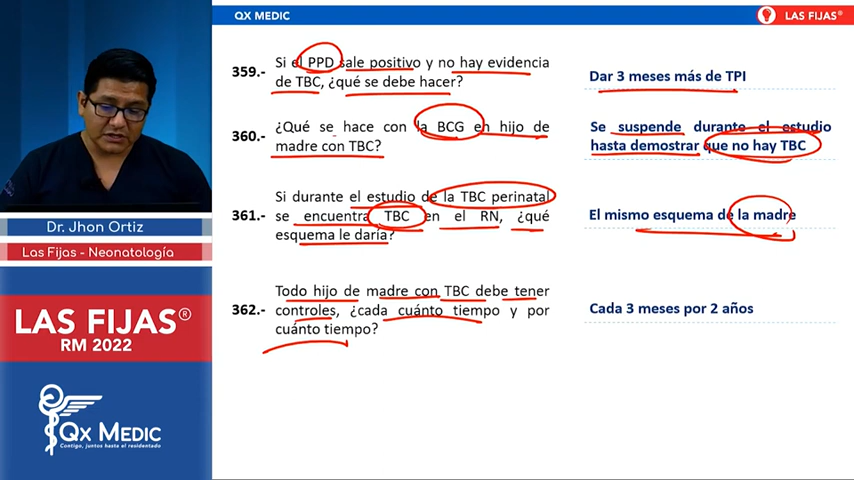 QX MEDIC
LAS FIJAS®
359.- Si el PPD sale positivo y no hay evidencia
de TBC, ¿qué se debe hacer?
Dar 3 meses más de TPI
360.- ¿Qué se hace con la BCG en hijo de
madre con TBC?
Se suspende durante el estudio
hasta demostrar que no hay TBC
361.- Si durante el estudio de la TBC perinatal
se encuentra TBC en el RN, ¿qué
esquema le daría?
El mismo esquema de la madre
362.- Todo hijo de madre con TBC debe tener
controles, ¿cada cuánto tiempo y por
cuánto tiempo?
Cada 3 meses por 2 años
Dr. Jhon Ortiz
Las Fijas - Neonatología
LAS FIJAS®
RM 2022
QX MEDIC
Contigo, juntos hasta el residentado